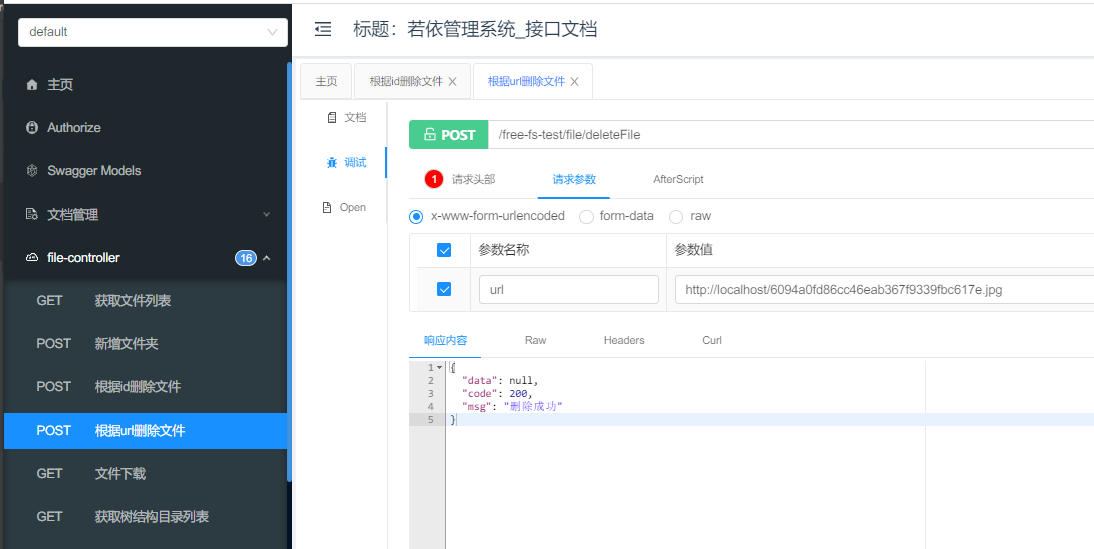 default
主页
Authorize
Swagger Models
文档管理
file-controller
16
GET 获取文件列表
POST 新增文件夹
POST 根据id删除文件
POST 根据url删除文件
GET 文件下载
GET 获取树结构目录列表
标题：若依管理系统_接口文档
主页 根据id删除文件 根据url删除文件
文档
调试
Open
POST /free-fs-test/file/deleteFile
1 请求头部 请求参数 AfterScript
x-www-form-urlencoded form-data raw
参数名称 参数值
url http://localhost/6094a0fd86cc46eab367f9339fbc617e.jpg
响应内容 Raw Headers Curl
1 {
2 "data": null,
3 "code": 200,
4 "msg": "删除成功"
5 }